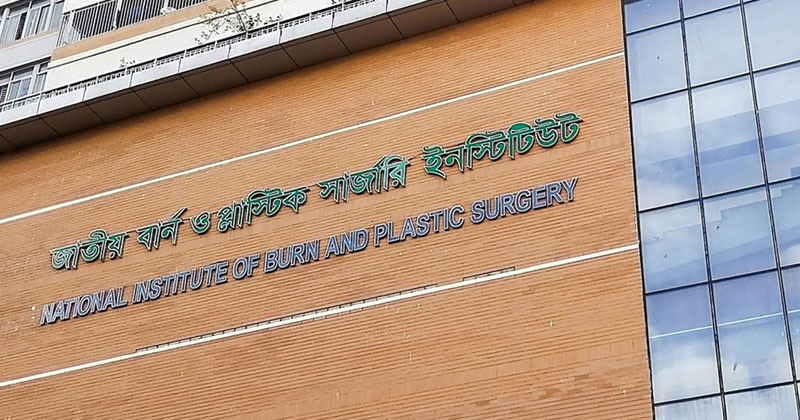 জাতীয় বার্ন ও প্লাস্টিক সার্জারি ইনস্টিটিউট
NATIONAL INSTITUTE OF BURN AND PLASTIC SURGERY